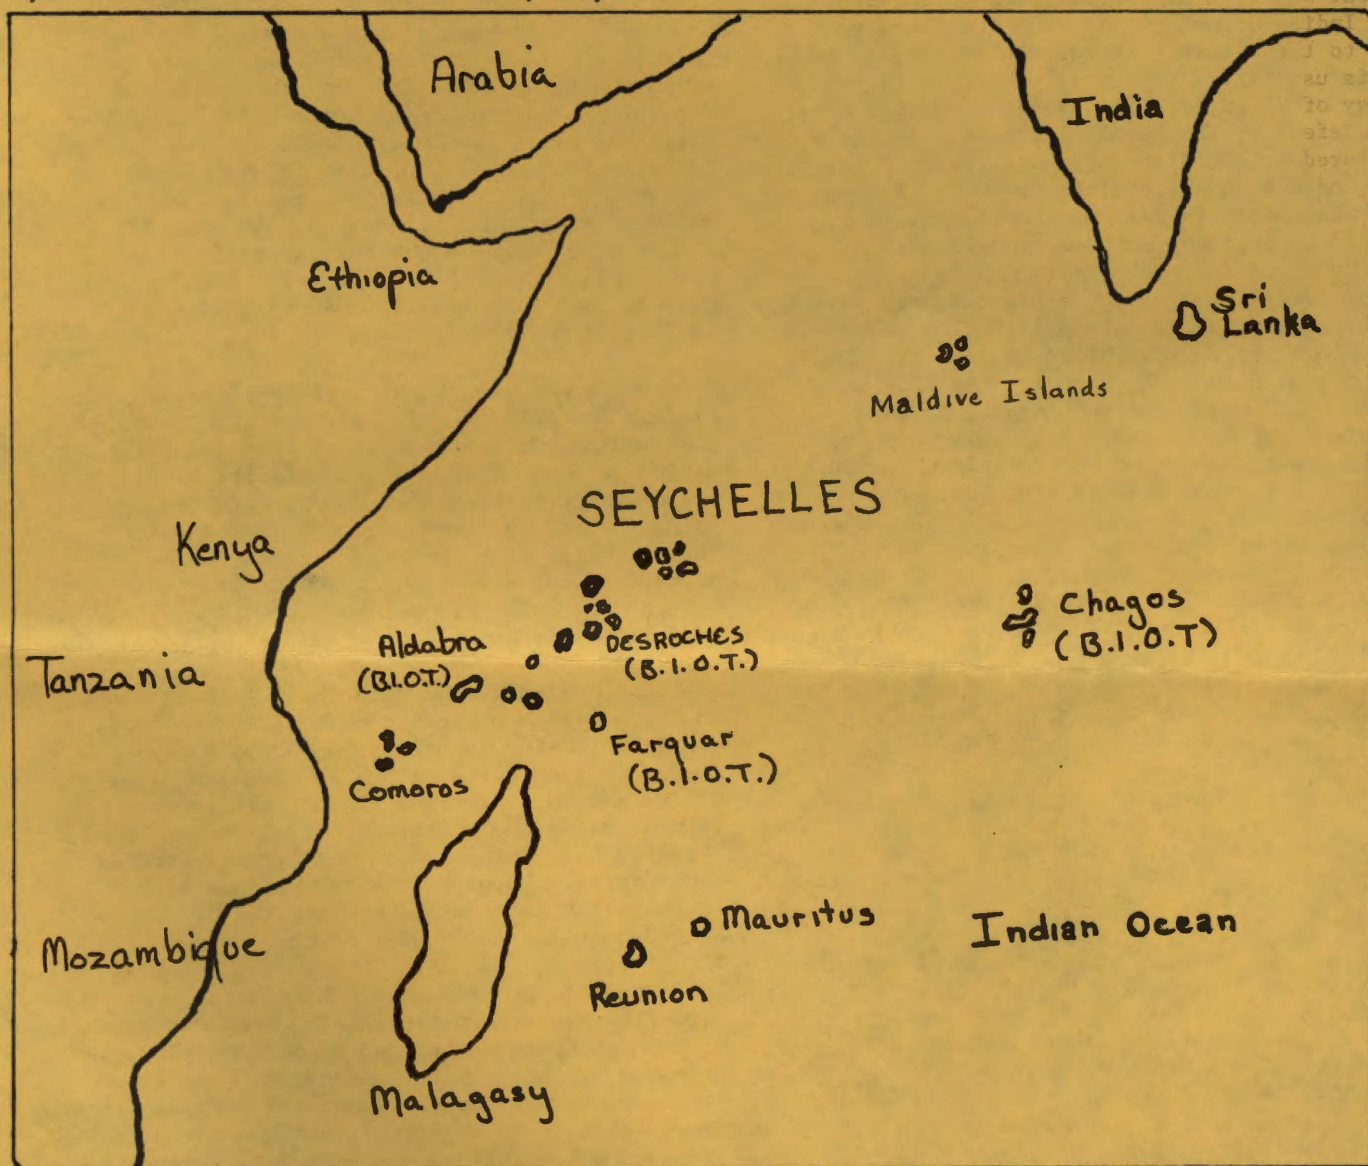 Arabia
India
Ethiopia
Sri
Lanka
Maldive Islands
SEYCHELLES
Kenya
Chagos
(B.I.O.T)
Aldabra
(B.I.O.T.)
DESROCHES
(B.I.O.T.)
Tanzania
Farquar
(B.I.O.T.)
Comoros
Mauritus
Indian Ocean
Mozambique
Reunion
Malagasy